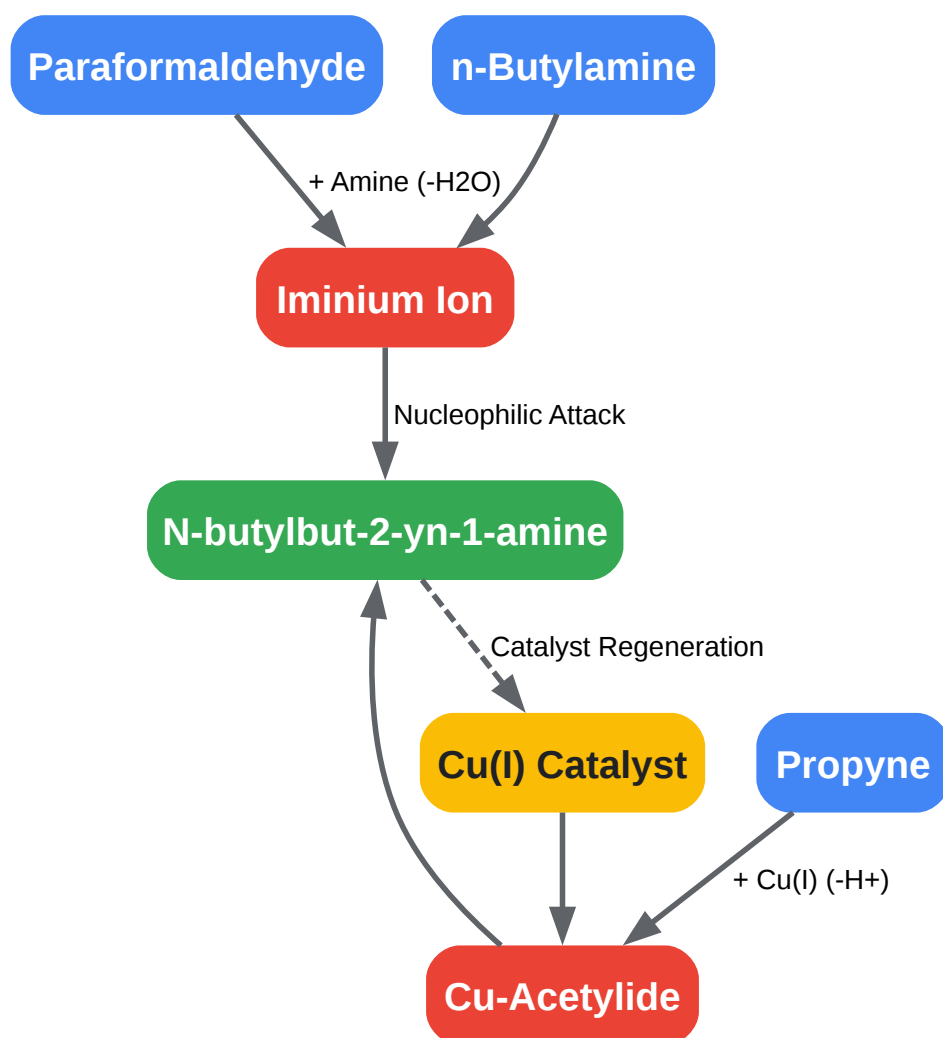 Paraformaldehyde
n-Butylamine
+ Amine (-H2O)
Iminium Ion
Nucleophilic Attack
N-butylbut-2-yn-1-amine
Catalyst Regeneration
Cu(I) Catalyst
Propyne
+ Cu(I) (-H+)
Cu-Acetylide